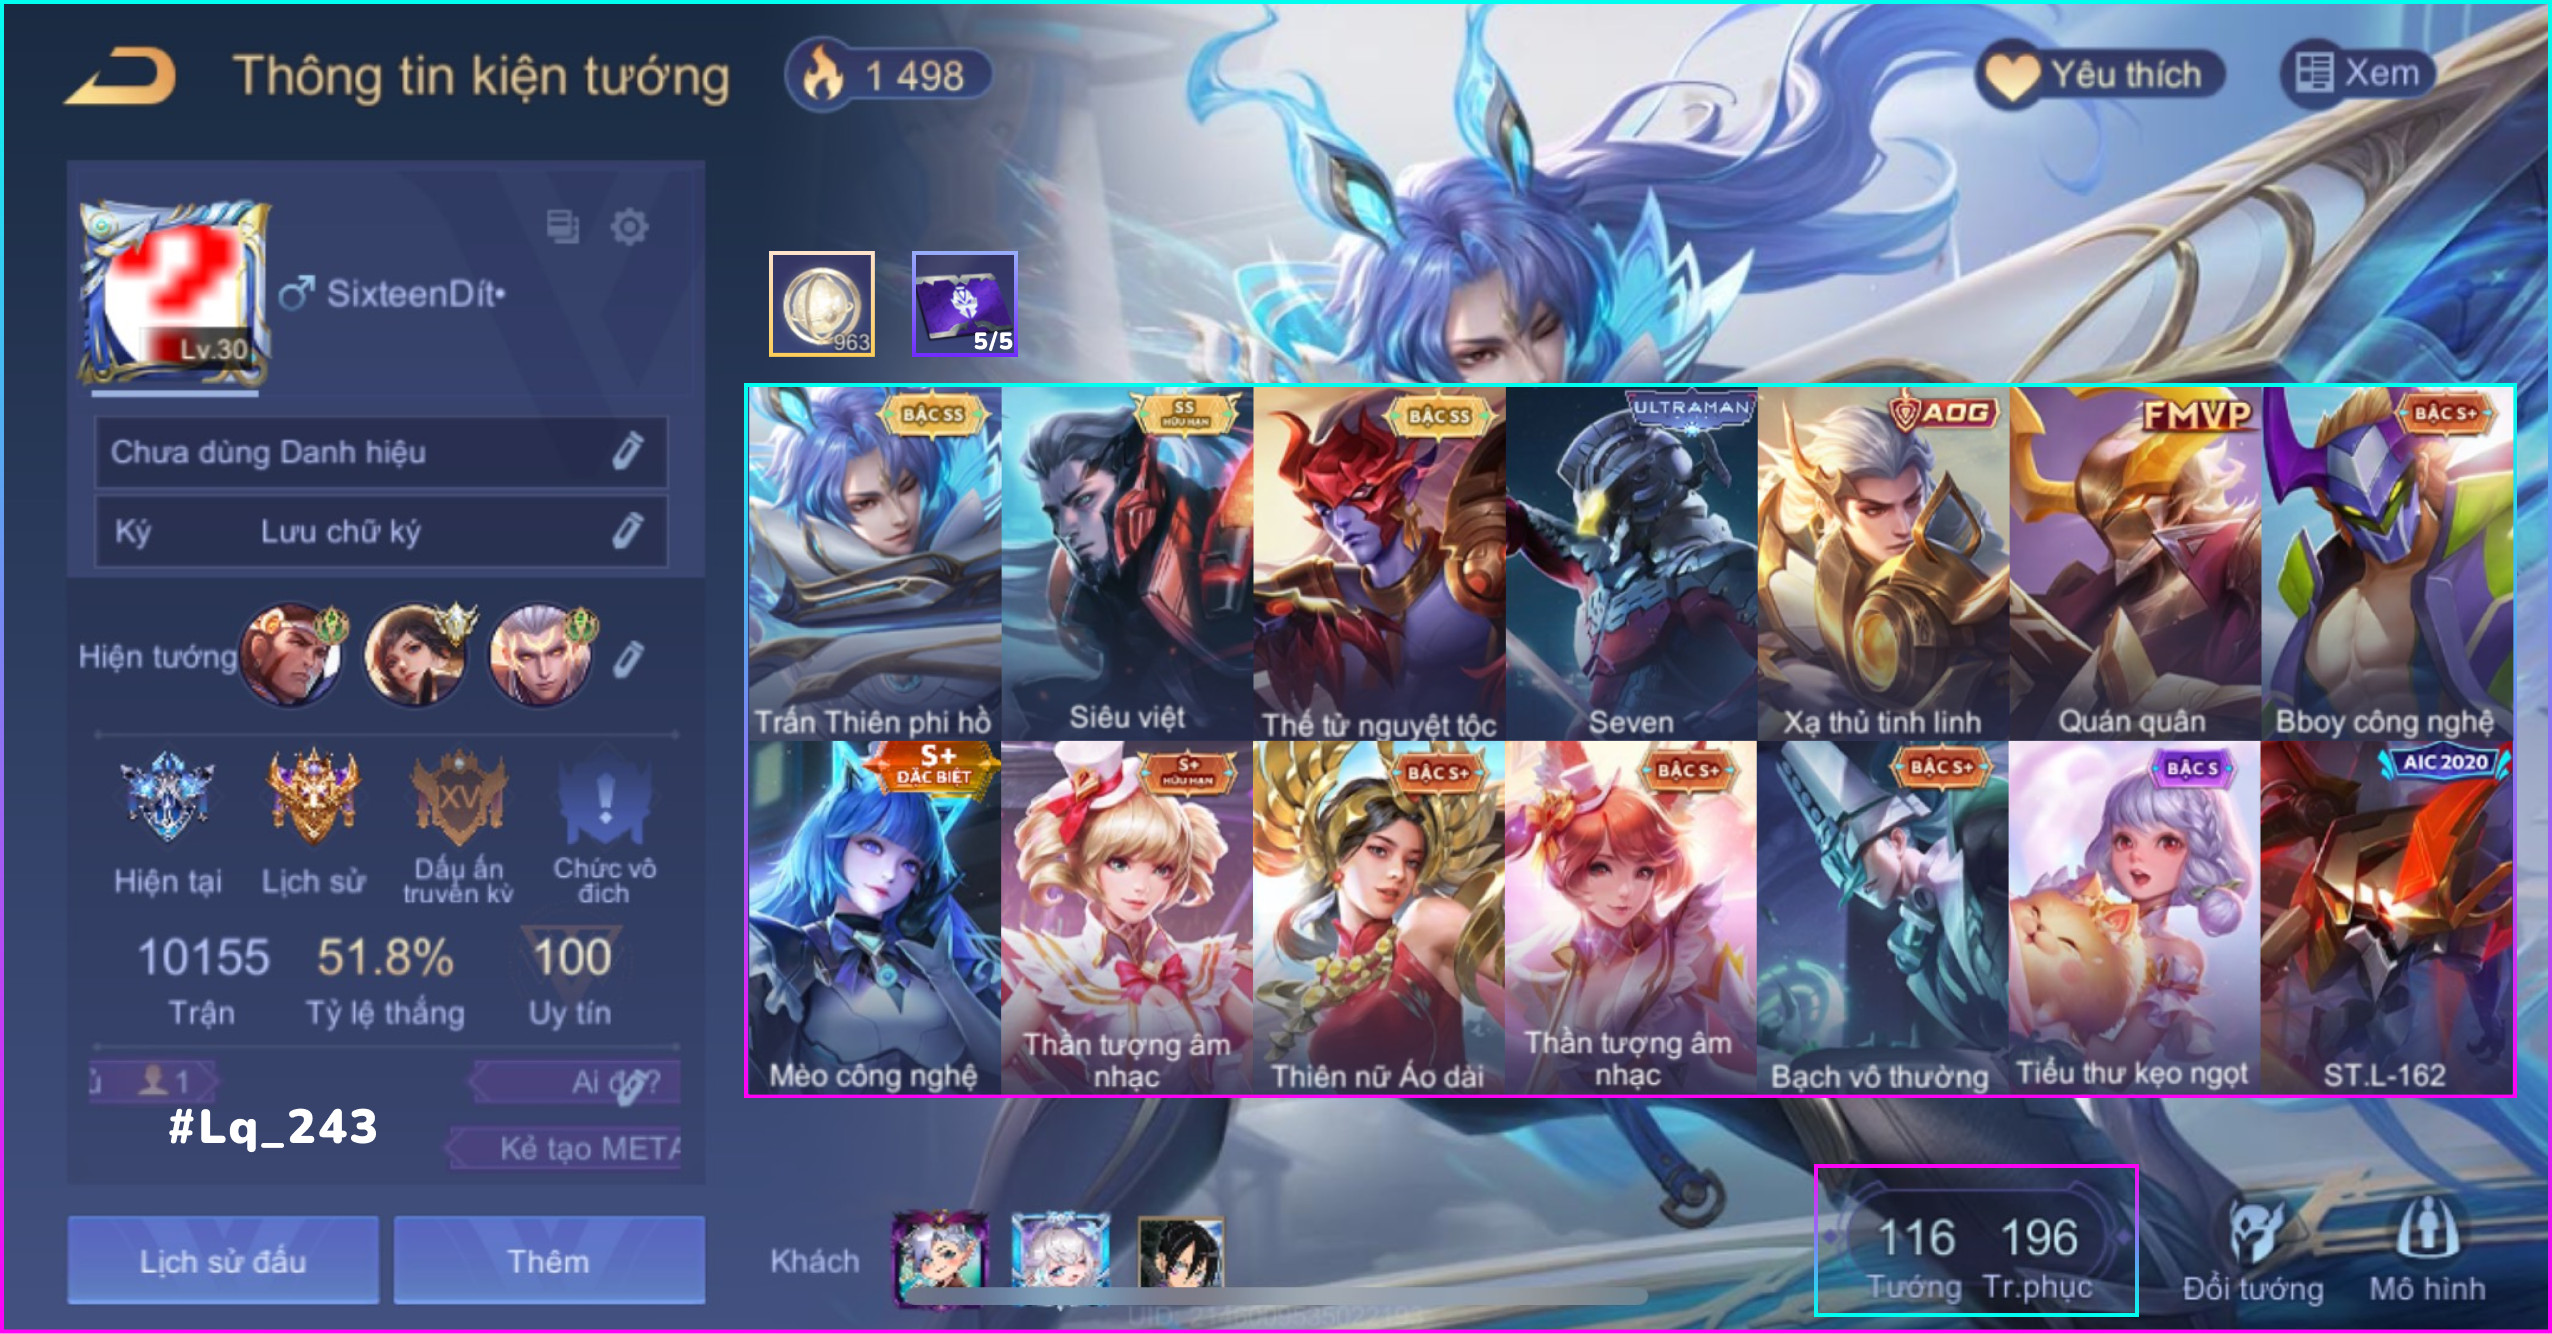 Thông tin kiện tướng
1 498
Yêu thích
Xem
Lv.30
SixteenDít•
963
5/5
Chưa dùng Danh hiệu
Ký
Lưu chữ ký
Hiện tướng
BẬC SS
SS
HỮU HẠN
BẬC SS
ULTRAMAN
AOG
FMVP
BẬC S+
Trấn Thiên phi hồ
Siêu việt
Thế tử nguyệt tộc
Seven
Xạ thủ tinh linh
Quán quân
Bboy công nghệ
S+
ĐẶC BIỆT
S+
HỮU HẠN
BẬC S+
BẬC S+
BẬC S+
BẬC S
AIC 2020
Mèo công nghệ
Thần tượng âm
nhạc
Thiên nữ Áo dài
Thần tượng âm
nhạc
Bạch vô thường
Tiểu thư kẹo ngọt
ST.L-162
XV
Hiện tại
Lịch sử
Dấu ấn
truyền kỳ
Chức vô
địch
10155
51.8%
100
Trận
Tỷ lệ thắng
Uy tín
1
Ai đó?
#Lq_243
Kẻ tạo META
Lịch sử đấu
Thêm
Khách
116
196
Tướng
Tr.phục
Đổi tướng
Mô hình